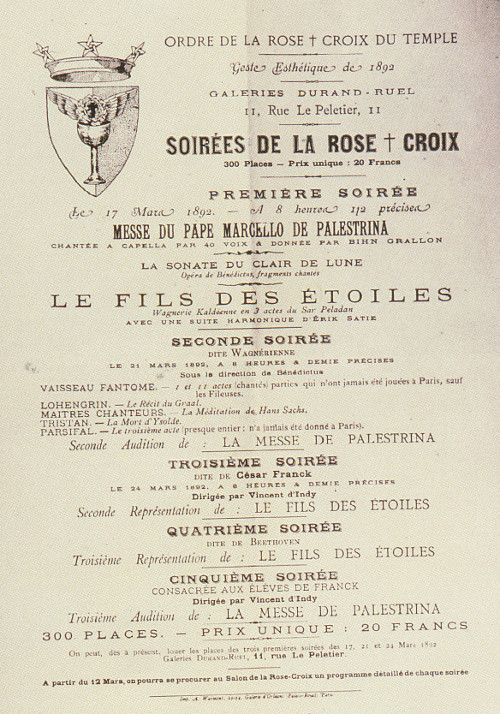 ORDRE DE LA ROSE † CROIX DU TEMPLE
Geste Esthétique de 1892
GALERIES DURAND-RUEL
11, Rue Le Peletier, 11
SOIRÉES DE LA ROSE † CROIX
300 Places — Prix unique : 20 Francs
PREMIÈRE SOIRÉE
Le 17 Mars 1892. — A 8 heures 1/2 précises
MESSE DU PAPE MARCELLO DE PALESTRINA
CHANTÉE A CAPELLA PAR 40 VOIX & DONNÉE PAR BIHN GRALLON
LA SONATE DU CLAIR DE LUNE
Opéra de Bénédictus, fragments chantés
LE FILS DES ÉTOILES
Wagnerie Kaldéenne en 3 actes du Sar Peladan
AVEC UNE SUITE HARMONIQUE D'ÉRIK SATIE
SECONDE SOIRÉE
DITE WAGNÉRIENNE
LE 21 MARS 1892, A 8 HEURES & DEMIE PRÉCISES
Sous la direction de Bénédictus
VAISSEAU FANTOME. — I et II actes (chantés) parties qui n'ont jamais été jouées à Paris, sauf
les Fileuses.
LOHENGRIN. — Le Récit du Graal.
MAITRES CHANTEURS. — La Méditation de Hans Sachs.
TRISTAN. — La Mort d'Ysolde.
PARSIFAL. — Le troisième acte (presque entier ; n'a jamais été donné à Paris).
Seconde Audition de : LA MESSE DE PALESTRINA
TROISIÈME SOIRÉE
DITE DE César Franck
LE 24 MARS 1892, A 8 HEURES & DEMIE PRÉCISES
Dirigée par Vincent d'Indy
Seconde Représentation de : LE FILS DES ÉTOILES
QUATRIÈME SOIRÉE
DITE DE BEETHOVEN
Troisième Représentation de : LE FILS DES ÉTOILES
CINQUIÈME SOIRÉE
CONSACRÉE AUX ÉLÈVES DE FRANCK
Dirigée par Vincent d'Indy
Troisième Audition de : LA MESSE DE PALESTRINA
300 PLACES. — PRIX UNIQUE : 20 FRANCS
On peut, dès à présent, louer les places des trois premières soirées des 17, 21 et 24 Mars 1892
Galeries DURAND-RUEL, 11, rue Le Peletier.
A partir du 12 Mars, on pourra se procurer au Salon de la Rose-Croix un programme détaillé de chaque soirée
Galerie d'Orléans, Palais-Royal, Paris